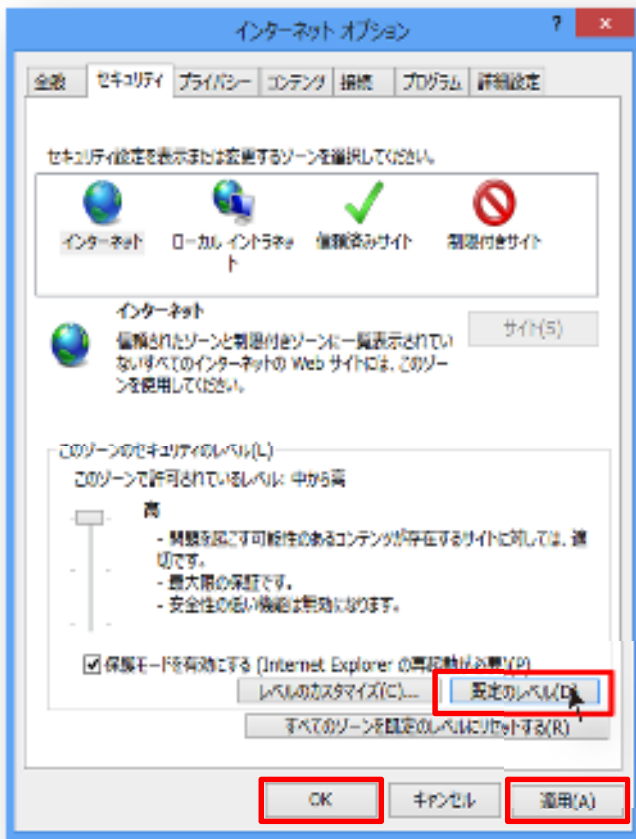 インターネット オプション
?
×
全般 セキュリティ プライバシー コンテンツ 接続 プログラム 詳細設定
セキュリティ設定を表示または変更するゾーンを選択してください。
インターネット
ローカル イントラネッ
ト
信頼済みサイト
制限付きサイト
インターネット
信頼されたゾーンと制限付きゾーンに一覧表示されてい
ないすべてのインターネットの Web サイトには、このゾー
ンを使用してください。
サイト(S)
このゾーンのセキュリティのレベル(L)
このゾーンで許可されているレベル: 中から高
高
- 問題を起こす可能性のあるコンテンツが存在するサイトに対しては、適
切です。
- 最大限の保証です。
- 安全性の低い機能は無効になります。
保護モードを有効にする (Internet Explorer の再起動が必要)(P)
レベルのカスタマイズ(C)...
既定のレベル(D)
すべてのゾーンを既定のレベルにリセットする(R)
OK
キャンセル
適用(A)